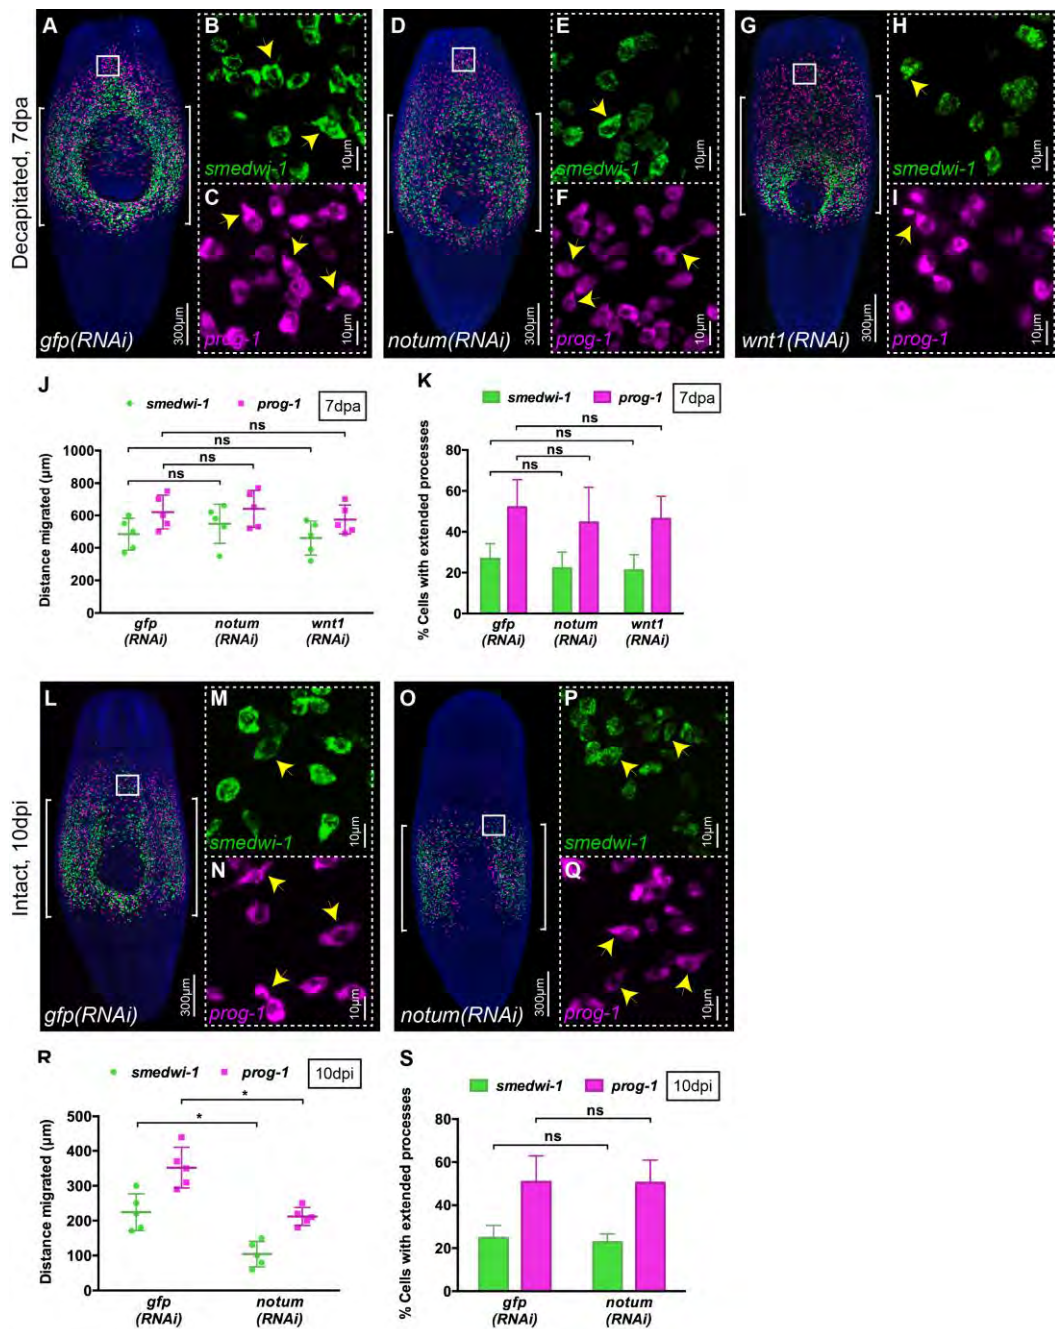 A
B
D
E
G
H
smedwi-1
10µm
smedwi-1
10µm
smedwi-1
10µm
C
F
I
Decapitated, 7dpa
gfp(RNAi)
300µm
prog-1
10µm
notum(RNAi)
300µm
prog-1
10µm
wnt1(RNAi)
300µm
prog-1
10µm
J
smedwi-1
prog-1
7dpa
ns
ns
ns
ns
Distance migrated (µm)
1000
800
600
400
200
0
gfp
(RNAi)
notum
(RNAi)
wnt1
(RNAi)
K
smedwi-1
prog-1
7dpa
ns
ns
ns
ns
% Cells with extended processes
80
60
40
20
0
gfp
(RNAi)
notum
(RNAi)
wnt1
(RNAi)
L
M
O
P
smedwi-1
10µm
smedwi-1
10µm
N
Q
Intact, 10dpi
gfp(RNAi)
300µm
prog-1
10µm
notum(RNAi)
300µm
prog-1
10µm
R
smedwi-1
prog-1
10dpi
*
*
Distance migrated (µm)
500
400
300
200
100
0
gfp
(RNAi)
notum
(RNAi)
S
smedwi-1
prog-1
10dpi
ns
ns
% Cells with extended processes
80
60
40
20
0
gfp
(RNAi)
notum
(RNAi)